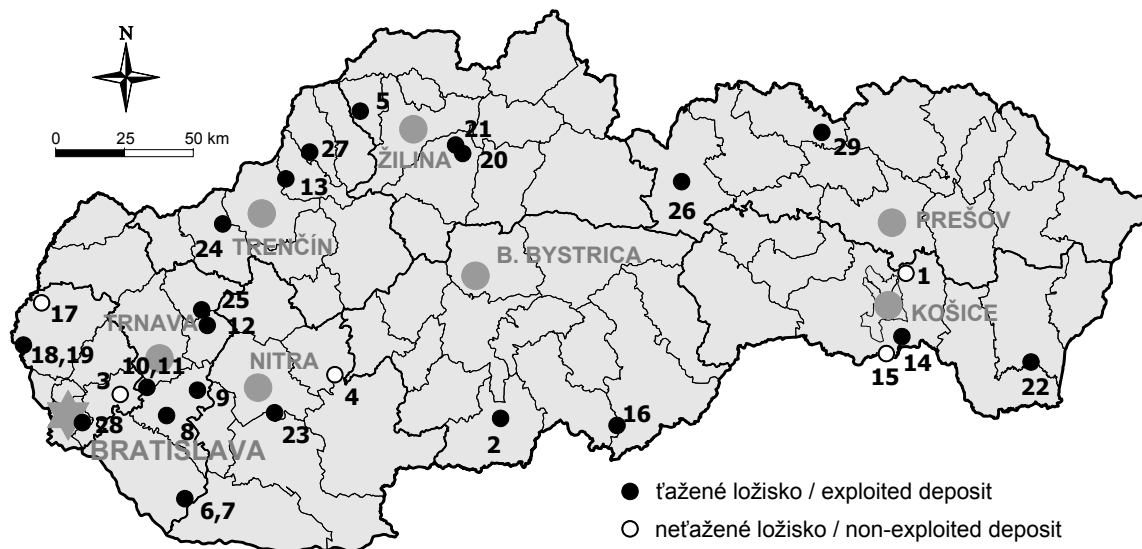 N
0 25 50 km
5
21
ŽILINA
20
27
13
29
26
PREŠOV
TRENČÍN
24
B. BYSTRICA
1
KOŠICE
17
25
TRNAVA
12
18,19
10,11
NITRA
14
15
22
3
9
4
8
23
28
BRATISLAVA
2
16
6,7
ťažené ložisko / exploited deposit
neťažené ložisko / non-exploited deposit